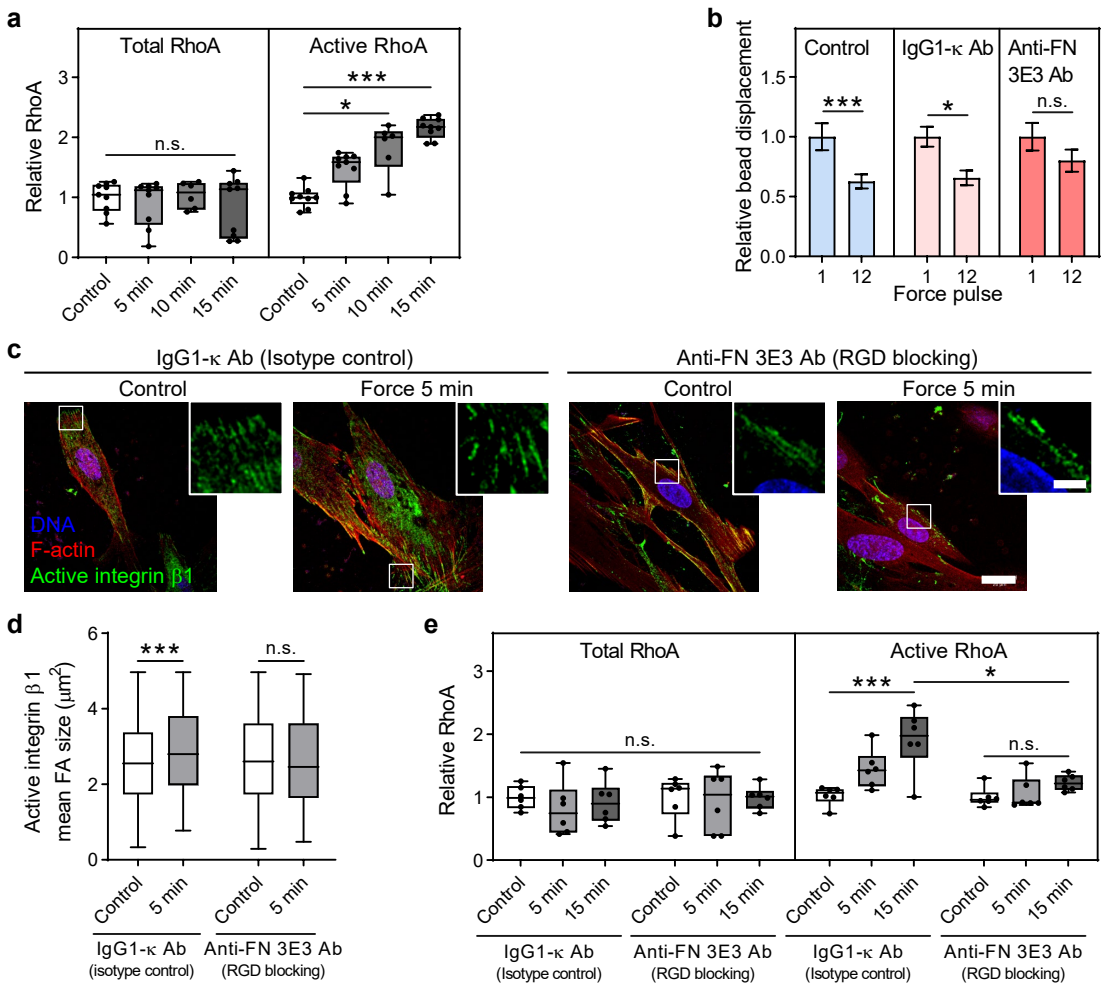 a
Total RhoA
Active RhoA
Relative RhoA
3
2
1
0
n.s.
*
***
Control
5 min
10 min
15 min
Control
5 min
10 min
15 min
b
Control
IgG1-κ Ab
Anti-FN
3E3 Ab
Relative bead displacement
1.5
1.0
0.5
0.0
***
*
n.s.
1 12 1 12 1 12
Force pulse
c
IgG1-κ Ab (Isotype control)
Anti-FN 3E3 Ab (RGD blocking)
Control
Force 5 min
Control
Force 5 min
DNA
F-actin
Active integrin β1
d
Active integrin β1
mean FA size (μm²)
6
4
2
0
***
n.s.
Control
5 min
Control
5 min
IgG1-κ Ab
(isotype control)
Anti-FN 3E3 Ab
(RGD blocking)
e
Total RhoA
Active RhoA
Relative RhoA
3
2
1
0
n.s.
***
*
n.s.
Control
5 min
15 min
Control
5 min
15 min
Control
5 min
15 min
Control
5 min
15 min
IgG1-κ Ab
(Isotype control)
Anti-FN 3E3 Ab
(RGD blocking)
IgG1-κ Ab
(Isotype control)
Anti-FN 3E3 Ab
(RGD blocking)